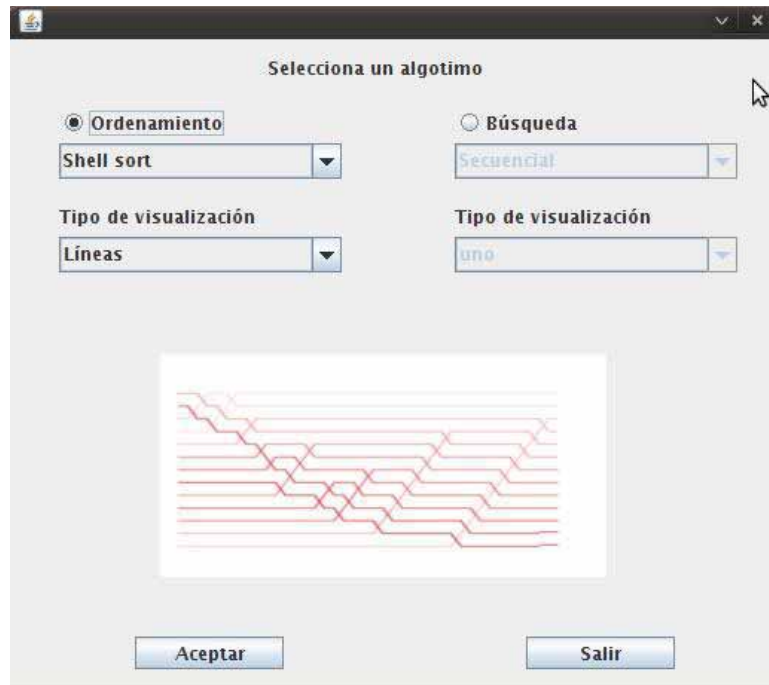 Selecciona un algotimo
Ordenamiento
Búsqueda
Shell sort
Secuencial
Tipo de visualización
Tipo de visualización
Líneas
uno
Aceptar
Salir